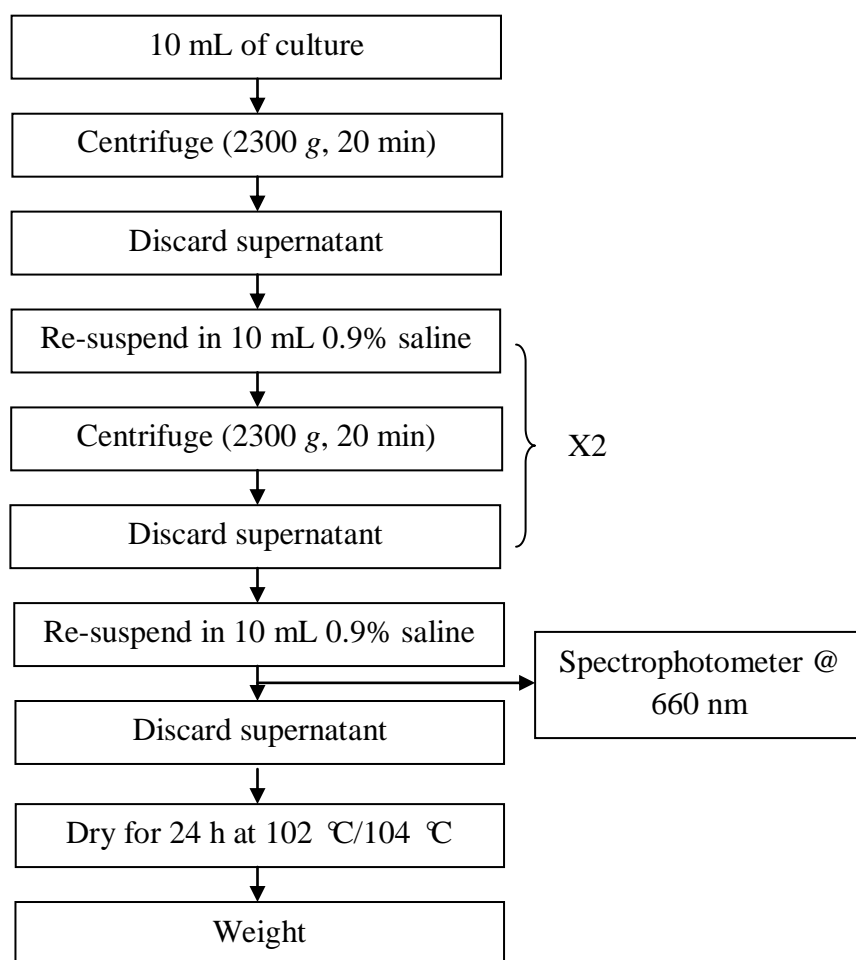 10 mL of culture
Centrifuge (2300 g, 20 min)
Discard supernatant
Re-suspend in 10 mL 0.9% saline
Centrifuge (2300 g, 20 min)
X2
Discard supernatant
Re-suspend in 10 mL 0.9% saline
Spectrophotometer @
660 nm
Discard supernatant
Dry for 24 h at 102 ℃/104 ℃
Weight